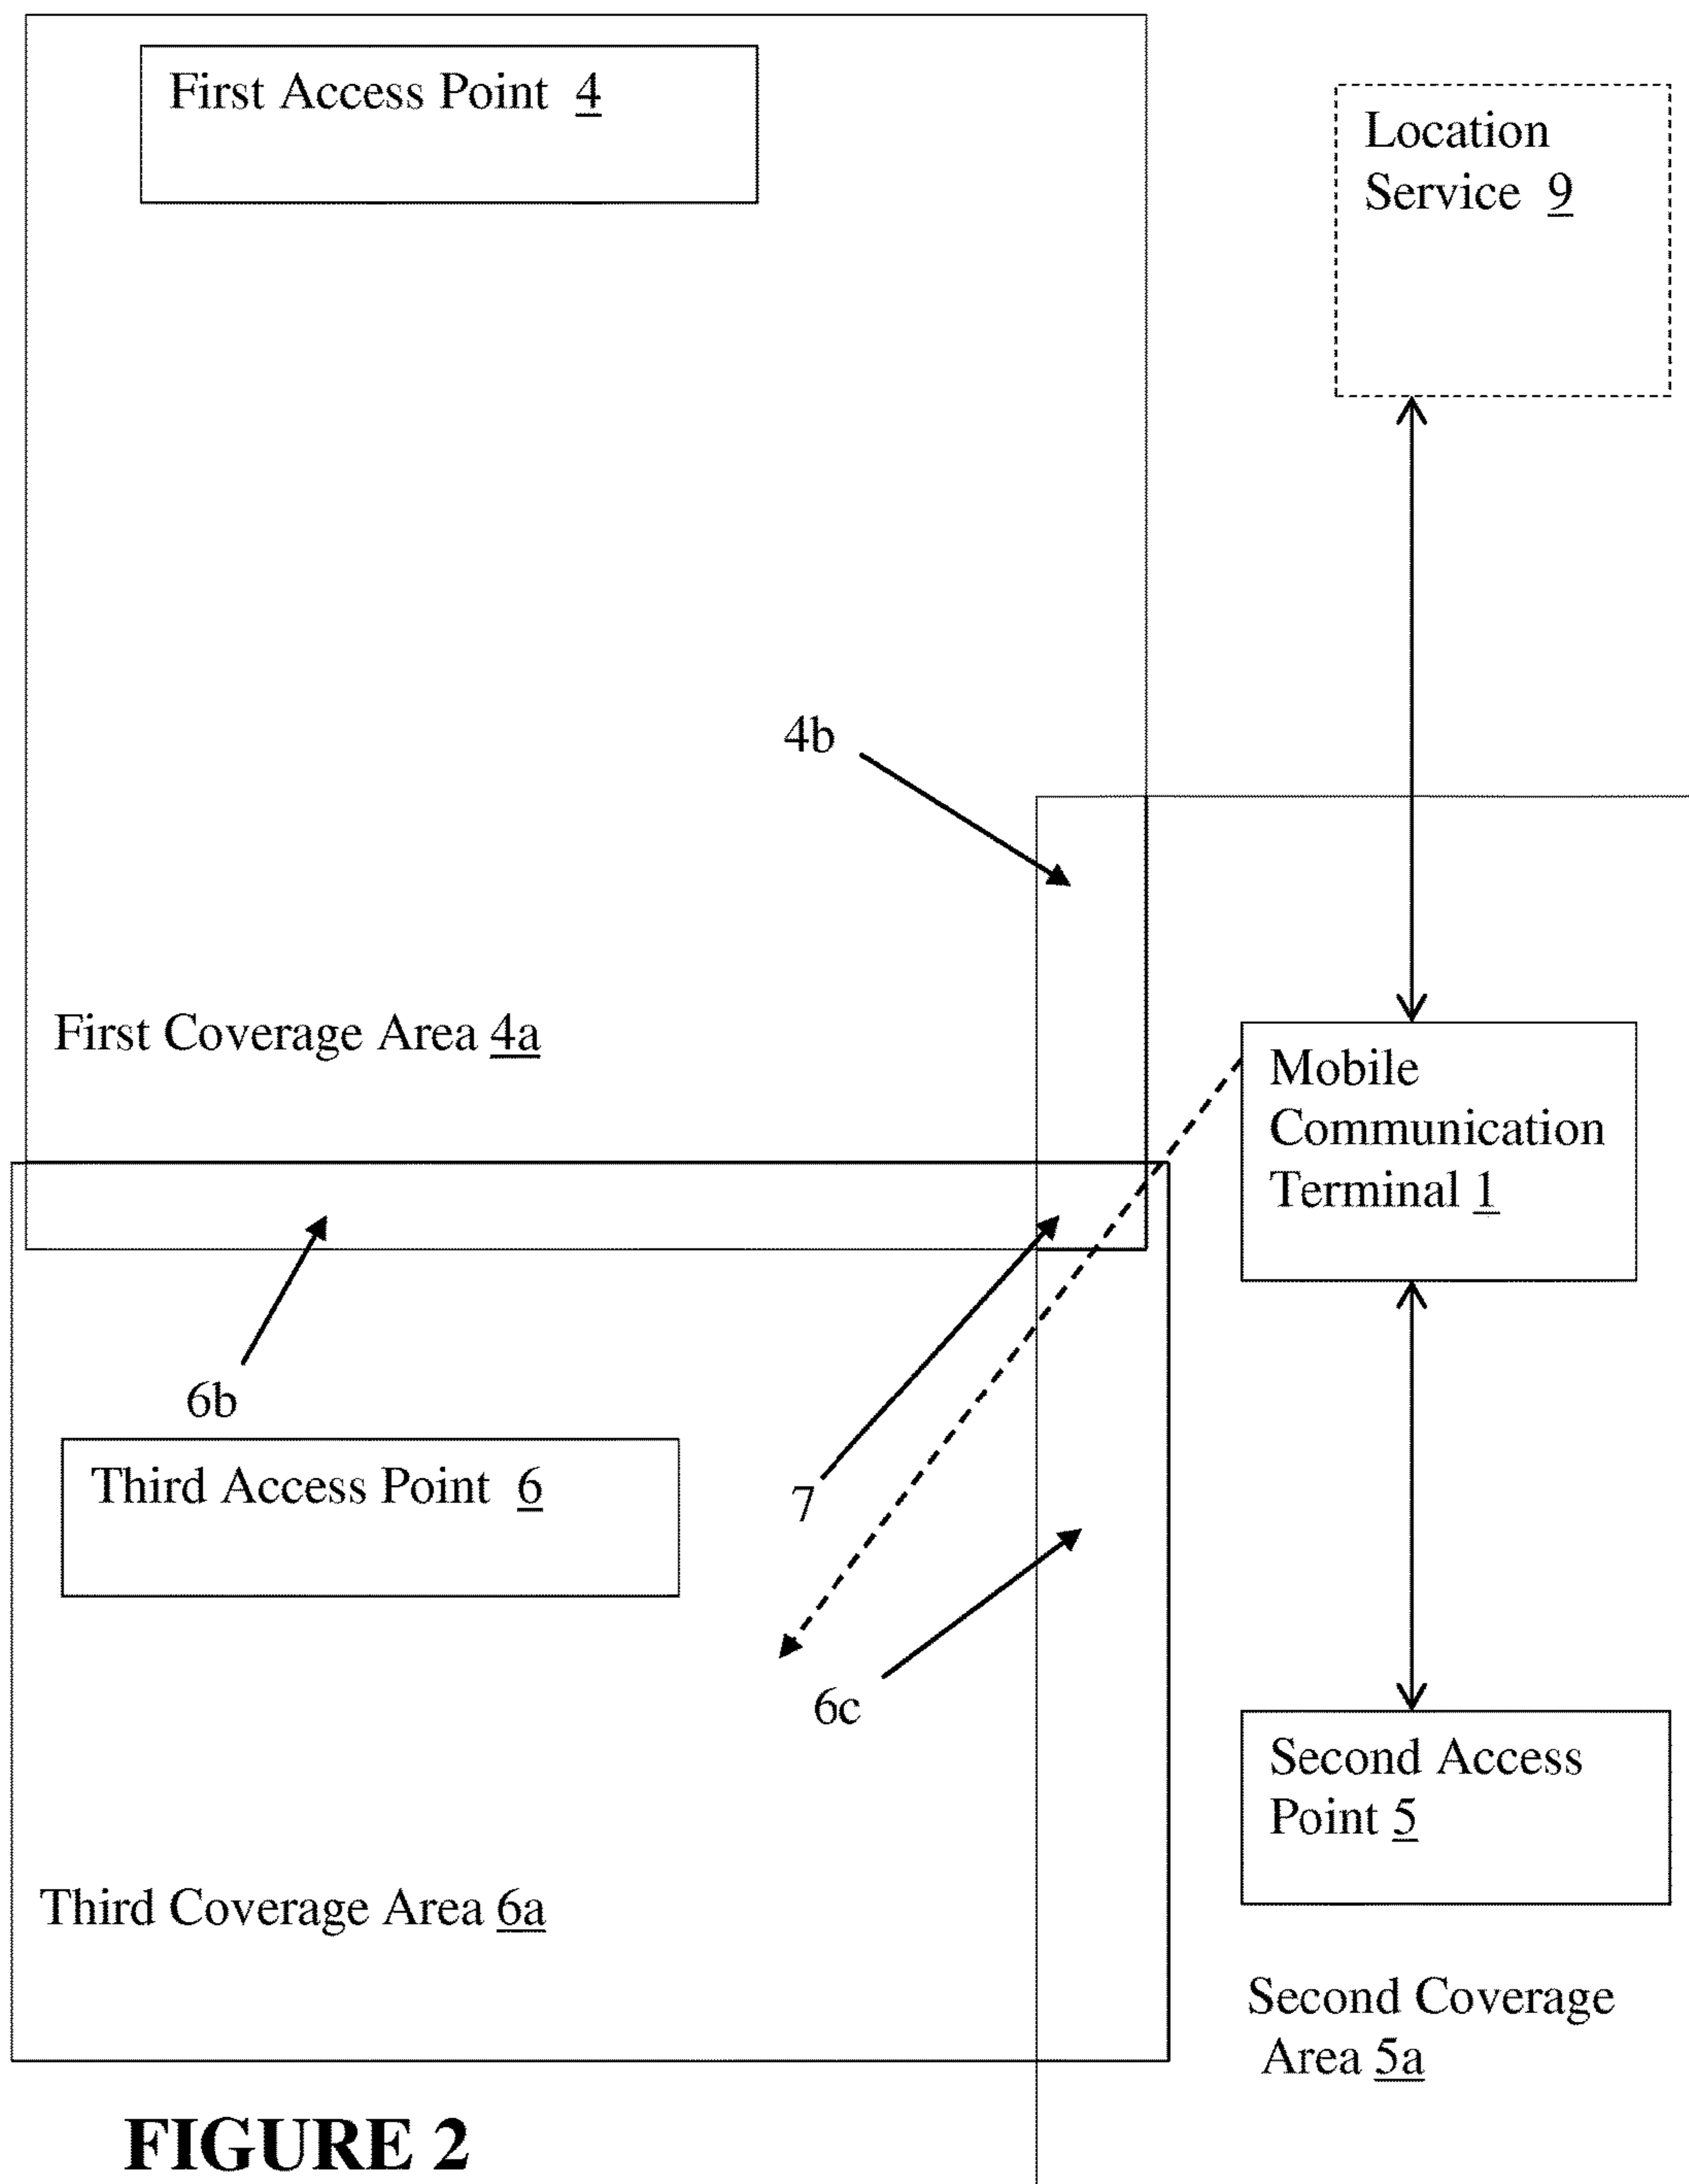 First Access Point 4
Location
Service 9
4b
First Coverage Area 4a
Mobile
Communication
Terminal 1
6b
Third Access Point 6
7
6c
Second Access
Point 5
Third Coverage Area 6a
Second Coverage
Area 5a
FIGURE 2